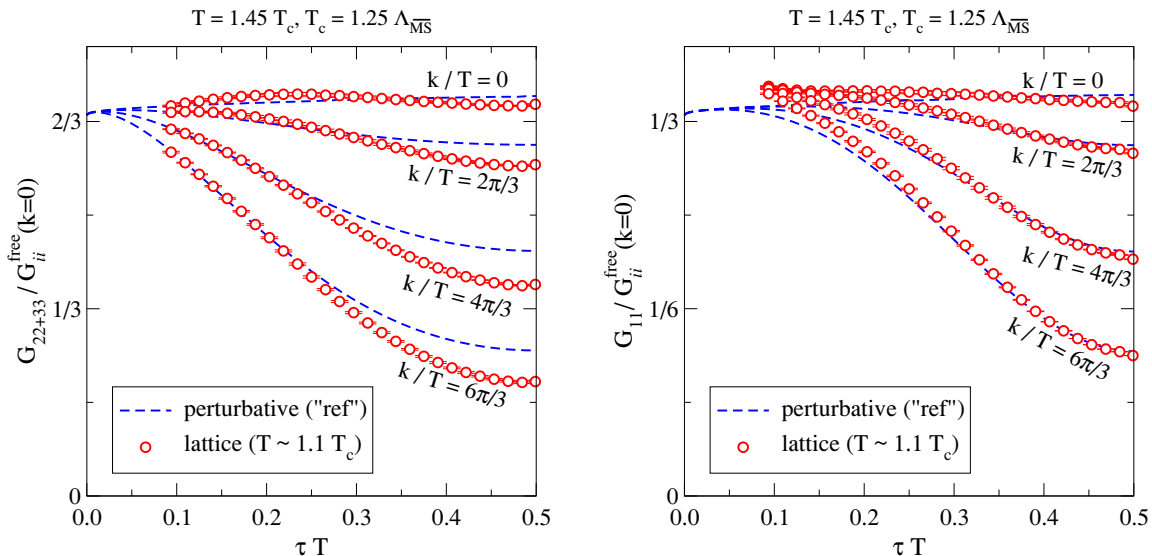 T = 1.45 T_c, T_c = 1.25 Λ_MS̅
G_22+33 / G_ii^free(k=0)
2/3
1/3
0
k / T = 0
k / T = 2π/3
k / T = 4π/3
k / T = 6π/3
perturbative ("ref")
lattice (T ~ 1.1 T_c)
0.0 0.1 0.2 0.3 0.4 0.5
τ T
T = 1.45 T_c, T_c = 1.25 Λ_MS̅
G_11 / G_ii^free(k=0)
1/3
1/6
0
k / T = 0
k / T = 2π/3
k / T = 4π/3
k / T = 6π/3
perturbative ("ref")
lattice (T ~ 1.1 T_c)
0.0 0.1 0.2 0.3 0.4 0.5
τ T